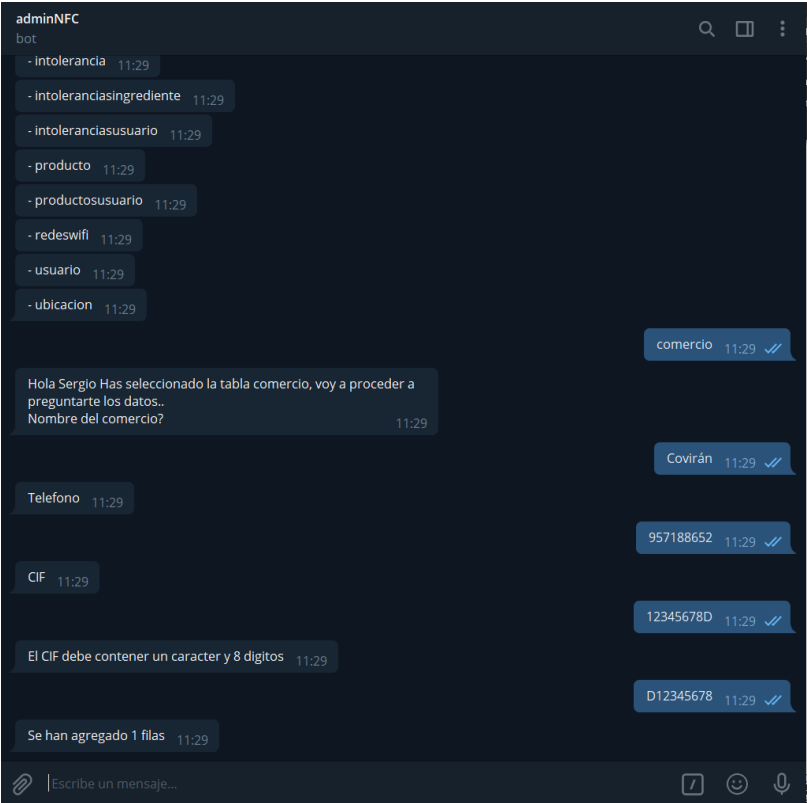 adminNFC
bot
- intolerancia 11:29
- intoleranciasingrediente 11:29
- intoleranciasusuario 11:29
- producto 11:29
- productosusuario 11:29
- redeswifi 11:29
- usuario 11:29
- ubicacion 11:29
comercio 11:29
Hola Sergio Has seleccionado la tabla comercio, voy a proceder a
preguntarte los datos..
Nombre del comercio? 11:29
Covirán 11:29
Telefono 11:29
957188652 11:29
CIF 11:29
12345678D 11:29
El CIF debe contener un caracter y 8 digitos 11:29
D12345678 11:29
Se han agregado 1 filas 11:29
Escribe un mensaje...